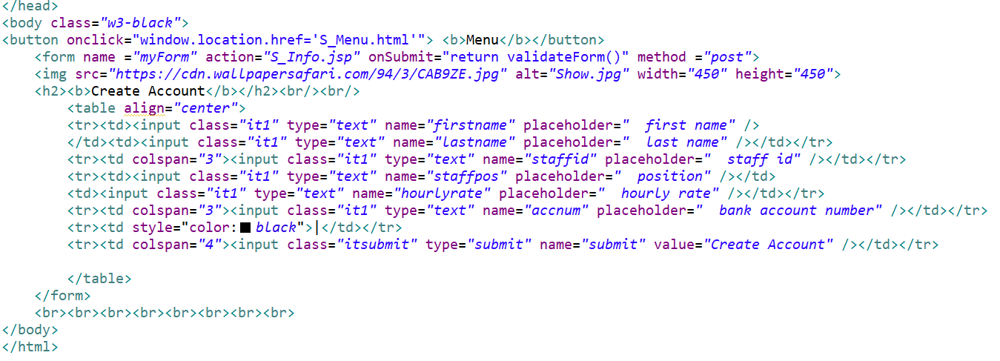 </head>
<body class="w3-black">
<button onclick="window.location.href='S_Menu.html'"> <b>Menu</b></button>
    <form name ="myForm" action="S_Info.jsp" onSubmit="return validateForm()" method ="post">
    <img src="https://cdn.wallpapersafari.com/94/3/CAB9ZE.jpg" alt="Show.jpg" width="450" height="450">
    <h2><b>Create Account</b></h2><br/><br/>
        <table align="center">
        <tr><td><input class="it1" type="text" name="firstname" placeholder="  first name" />
        </td><td><input class="it1" type="text" name="lastname" placeholder="  last name" /></td></tr>
        <tr><td colspan="3"><input class="it1" type="text" name="staffid" placeholder="  staff id" /></td></tr>
        <tr><td><input class="it1" type="text" name="staffpos" placeholder="  position" /></td>
        <td><input class="it1" type="text" name="hourlyrate" placeholder="  hourly rate" /></td></tr>
        <tr><td colspan="3"><input class="it1" type="text" name="accnum" placeholder="  bank account number" /></td></tr>
        <tr><td style="color: black">|</td></tr>
        <tr><td colspan="4"><input class="itsubmit" type="submit" name="submit" value="Create Account" /></td></tr>
        </table>
    </form>
    <br><br><br><br><br><br><br><br>
</body>
</html>